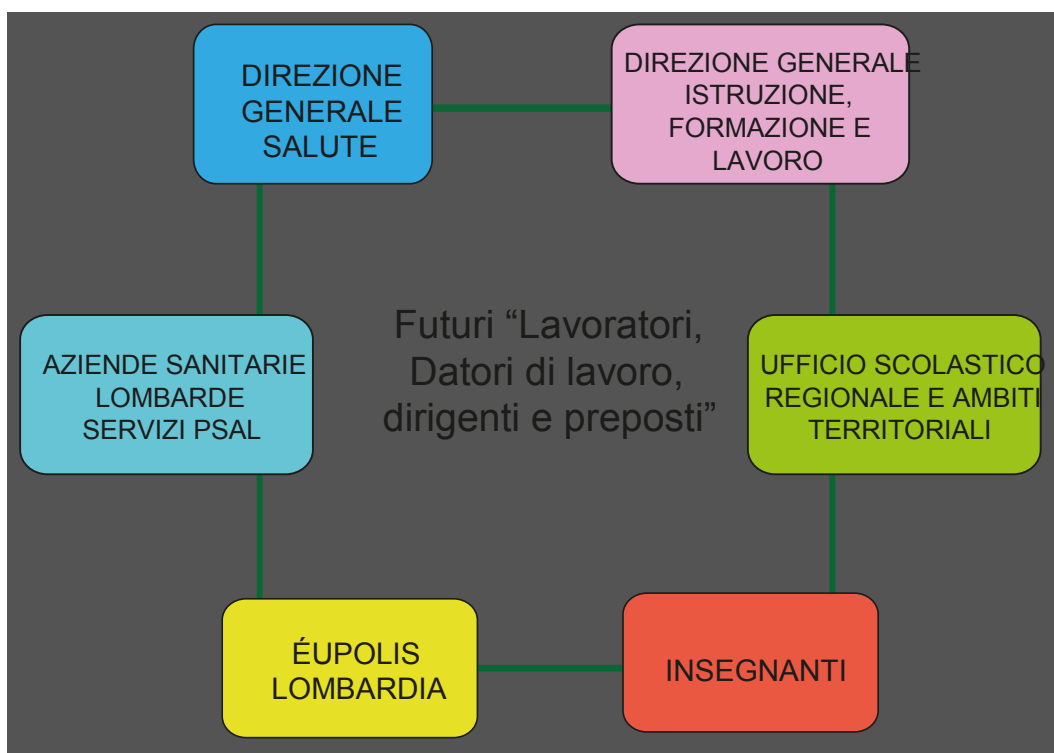 DIREZIONE
GENERALE
SALUTE
DIREZIONE GENERALE
ISTRUZIONE,
FORMAZIONE E
LAVORO
AZIENDE SANITARIE
LOMBARDE
SERVIZI PSAL
Futuri “Lavoratori,
Datori di lavoro,
dirigenti e preposti”
UFFICIO SCOLASTICO
REGIONALE E AMBITI
TERRITORIALI
ÉUPOLIS
LOMBARDIA
INSEGNANTI